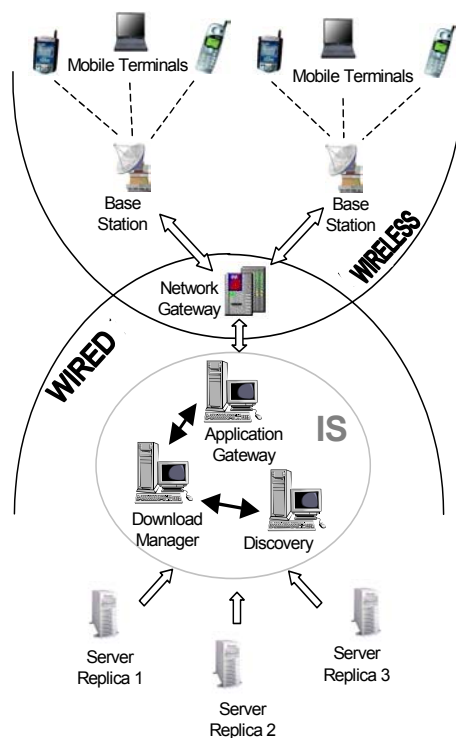 Mobile Terminals
Mobile Terminals
Base
Station
Base
Station
WIRELESS
Network
Gateway
WIRED
Application
Gateway
IS
Download
Manager
Discovery
Server
Replica 1
Server
Replica 2
Server
Replica 3